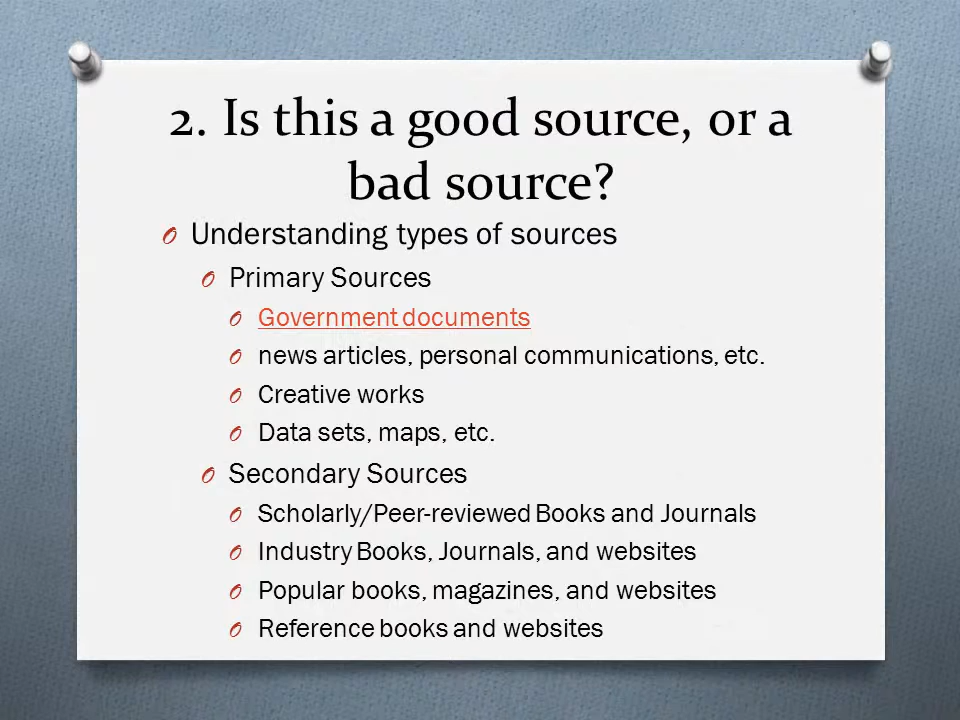 2. Is this a good source, or a
bad source?
Understanding types of sources
Primary Sources
Government documents
news articles, personal communications, etc.
Creative works
Data sets, maps, etc.
Secondary Sources
Scholarly/Peer-reviewed Books and Journals
Industry Books, Journals, and websites
Popular books, magazines, and websites
Reference books and websites